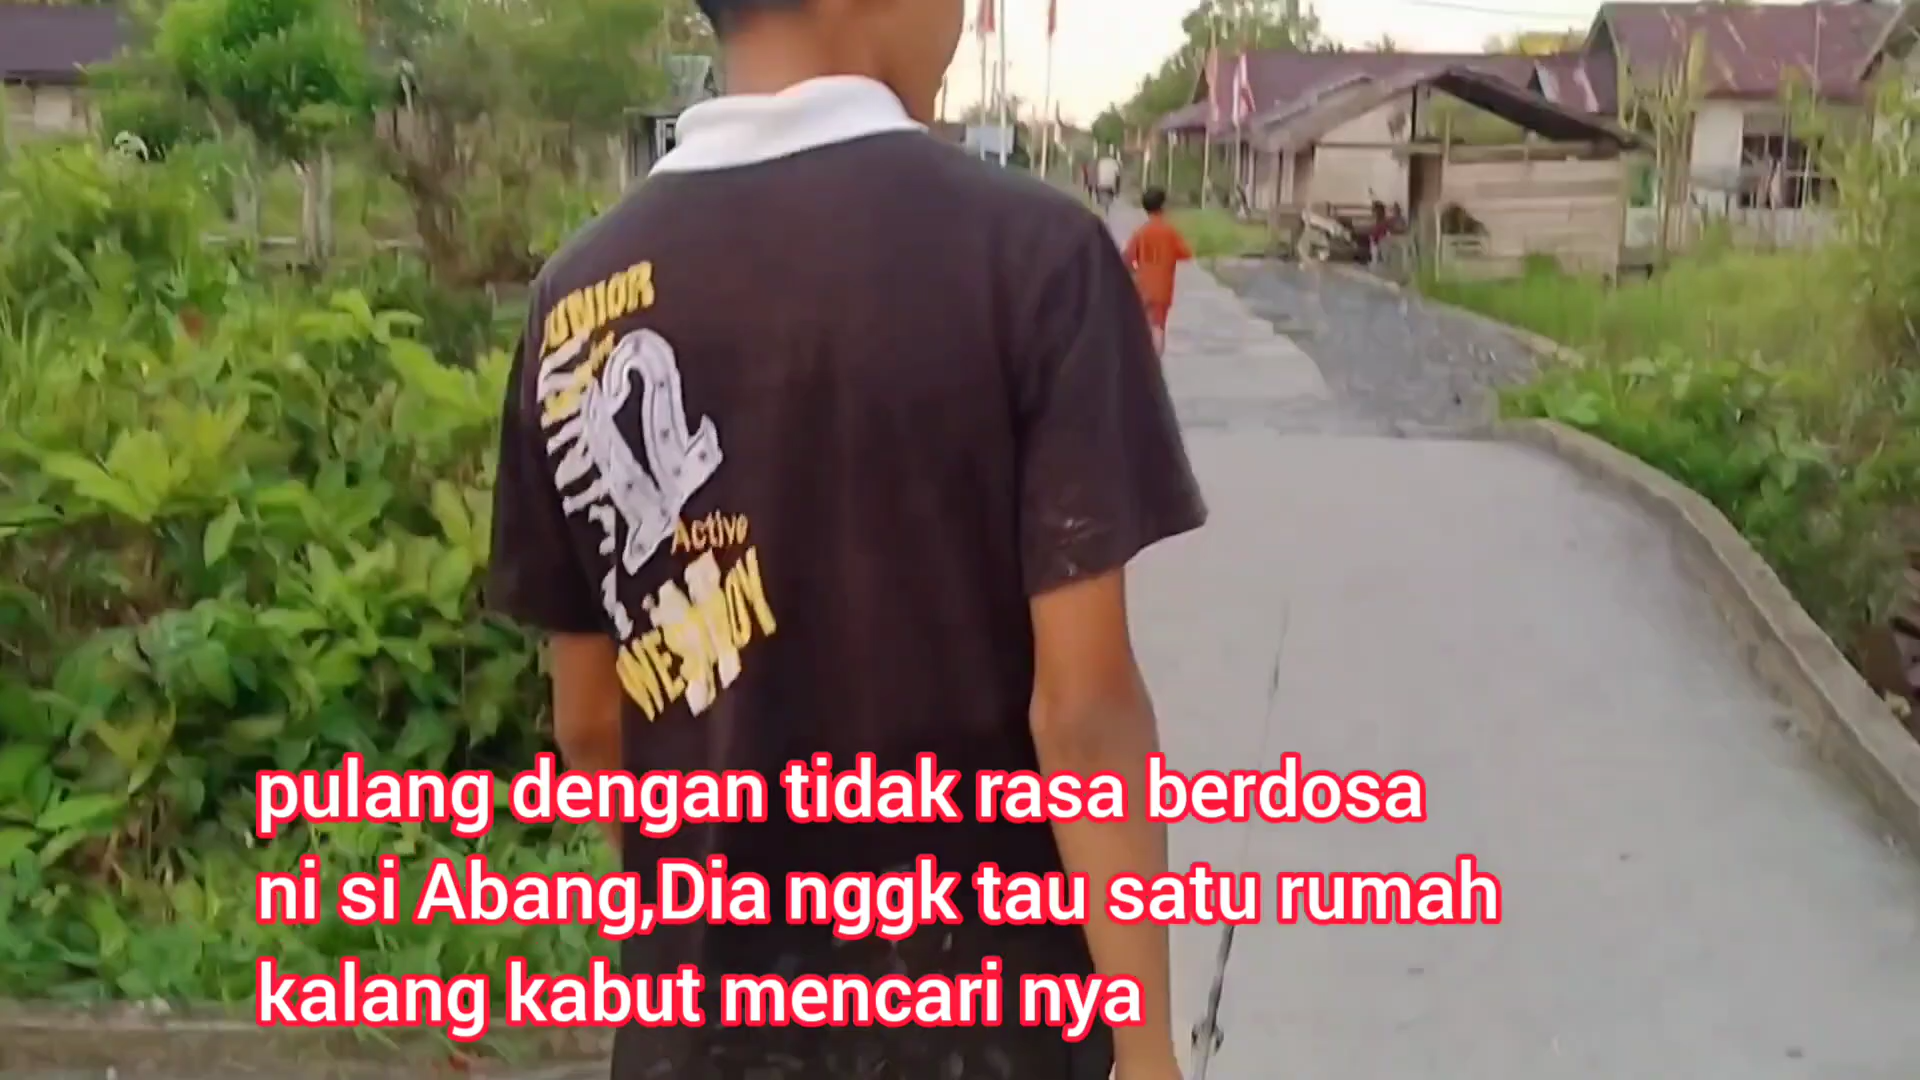 JUNIOR
Active
WESTBOY
pulang dengan tidak rasa berdosa
ni si Abang,Dia nggk tau satu rumah
kalang kabut mencari nya